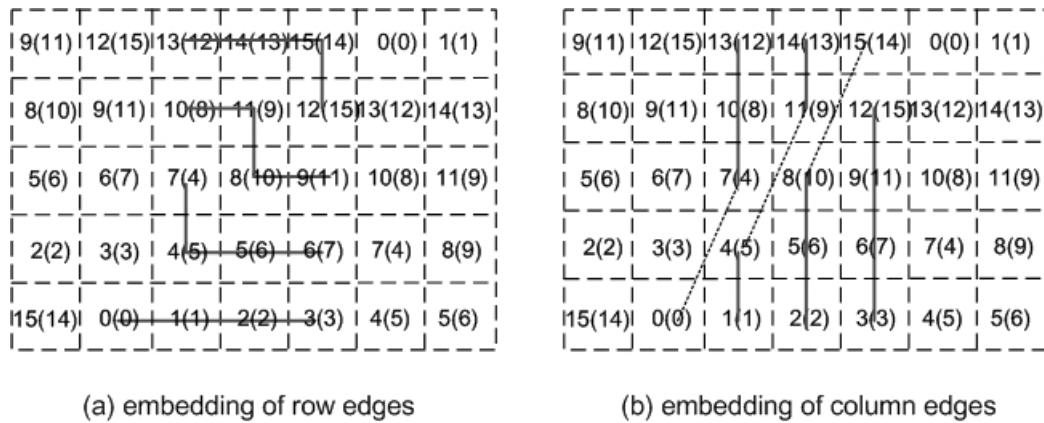 9(11) 12(15) 13(12) 14(13) 15(14) 0(0) 1(1)
8(10) 9(11) 10(8) 11(9) 12(15) 13(12) 14(13)
5(6) 6(7) 7(4) 8(10) 9(11) 10(8) 11(9)
2(2) 3(3) 4(5) 5(6) 6(7) 7(4) 8(9)
15(14) 0(0) 1(1) 2(2) 3(3) 4(5) 5(6)
(a) embedding of row edges
9(11) 12(15) 13(12) 14(13) 15(14) 0(0) 1(1)
8(10) 9(11) 10(8) 11(9) 12(15) 13(12) 14(13)
5(6) 6(7) 7(4) 8(10) 9(11) 10(8) 11(9)
2(2) 3(3) 4(5) 5(6) 6(7) 7(4) 8(9)
15(14) 0(0) 1(1) 2(2) 3(3) 4(5) 5(6)
(b) embedding of column edges